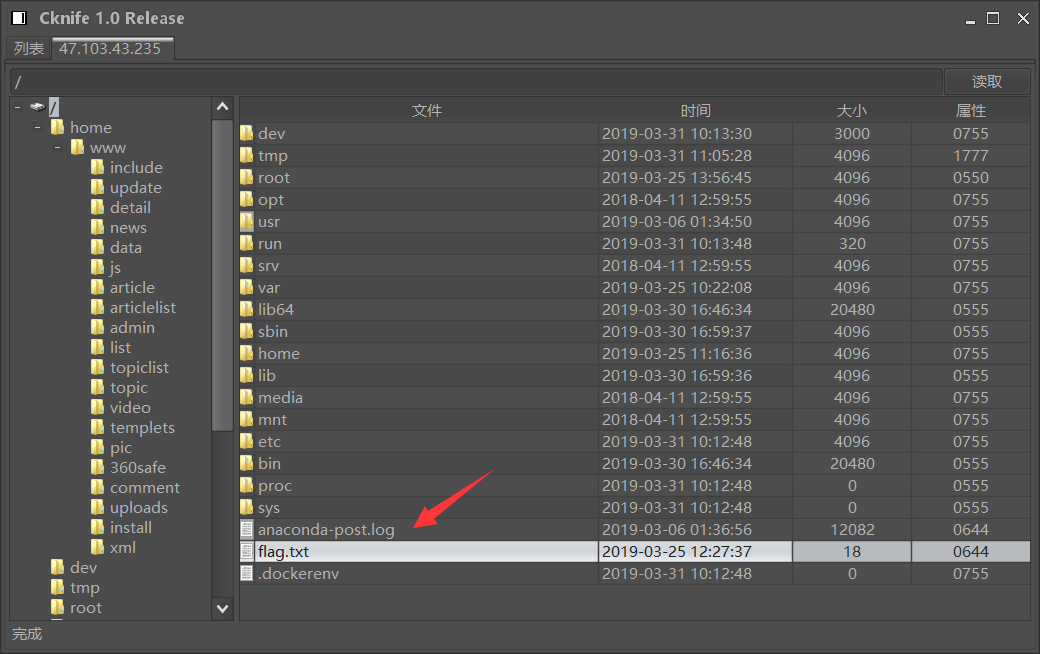 Cknife 1.0 Release
列表 47.103.43.235
/ 读取
/
home
www
include
update
detail
news
data
js
article
articlelist
admin
list
topiclist
topic
video
templets
pic
360safe
comment
uploads
install
xml
dev
tmp
root
文件 时间 大小 属性
dev 2019-03-31 10:13:30 3000 0755
tmp 2019-03-31 11:05:28 4096 1777
root 2019-03-25 13:56:45 4096 0550
opt 2018-04-11 12:59:55 4096 0755
usr 2019-03-06 01:34:50 4096 0755
run 2019-03-31 10:13:48 320 0755
srv 2018-04-11 12:59:55 4096 0755
var 2019-03-25 10:22:08 4096 0755
lib64 2019-03-30 16:46:34 20480 0555
sbin 2019-03-30 16:59:37 4096 0555
home 2019-03-25 11:16:36 4096 0755
lib 2019-03-30 16:59:36 4096 0555
media 2018-04-11 12:59:55 4096 0755
mnt 2018-04-11 12:59:55 4096 0755
etc 2019-03-31 10:12:48 4096 0755
bin 2019-03-30 16:46:34 20480 0555
proc 2019-03-31 10:12:48 0 0555
sys 2019-03-31 10:12:48 0 0555
anaconda-post.log 2019-03-06 01:36:56 12082 0644
flag.txt 2019-03-25 12:27:37 18 0644
.dockerenv 2019-03-31 10:12:48 0 0755
完成